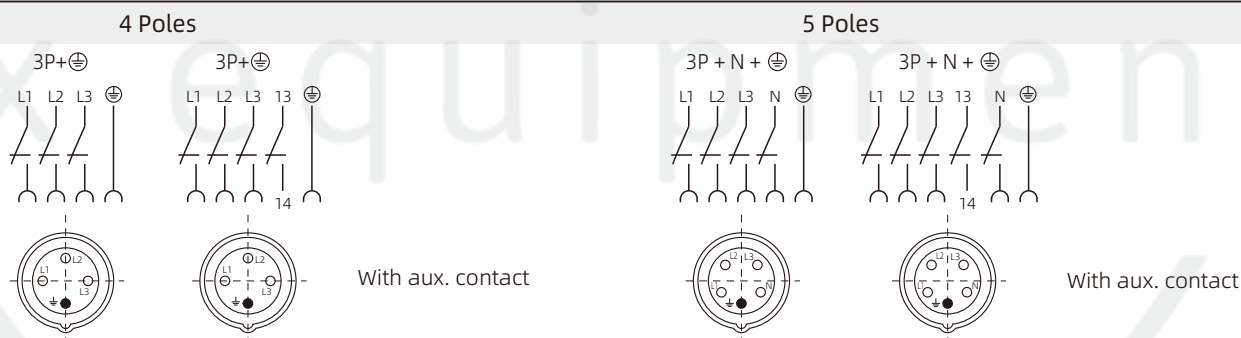 4 Poles 5 Poles
3P+⏚ 3P+⏚ 3P + N + ⏚ 3P + N + ⏚
L1 L2 L3 ⏚ L1 L2 L3 13 ⏚ L1 L2 L3 N ⏚ L1 L2 L3 13 N ⏚
14 14
L2 L2 L2 L3 L2 L3
L1 L1
With aux. contact With aux. contact
L3 L3 L1 N L1 N
x equipmen